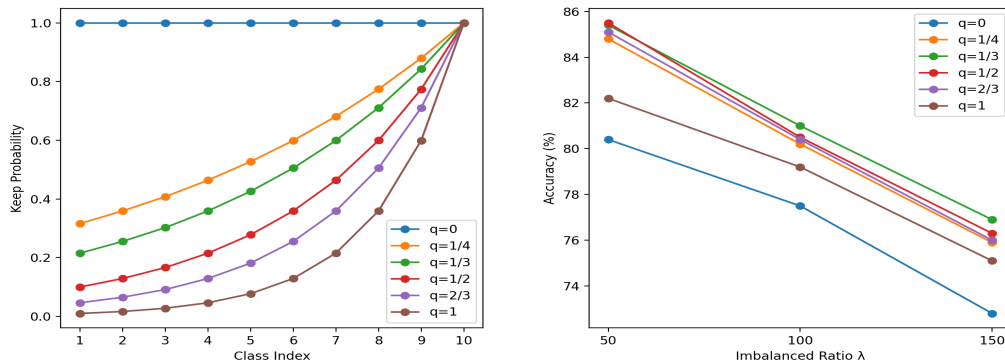 1.0
0.8
0.6
0.4
0.2
0.0
Keep Probability
1 2 3 4 5 6 7 8 9 10
Class Index
q=0
q=1/4
q=1/3
q=1/2
q=2/3
q=1
86
84
82
80
78
76
74
Accuracy (%)
50 100 150
Imbalanced Ratio λ
q=0
q=1/4
q=1/3
q=1/2
q=2/3
q=1